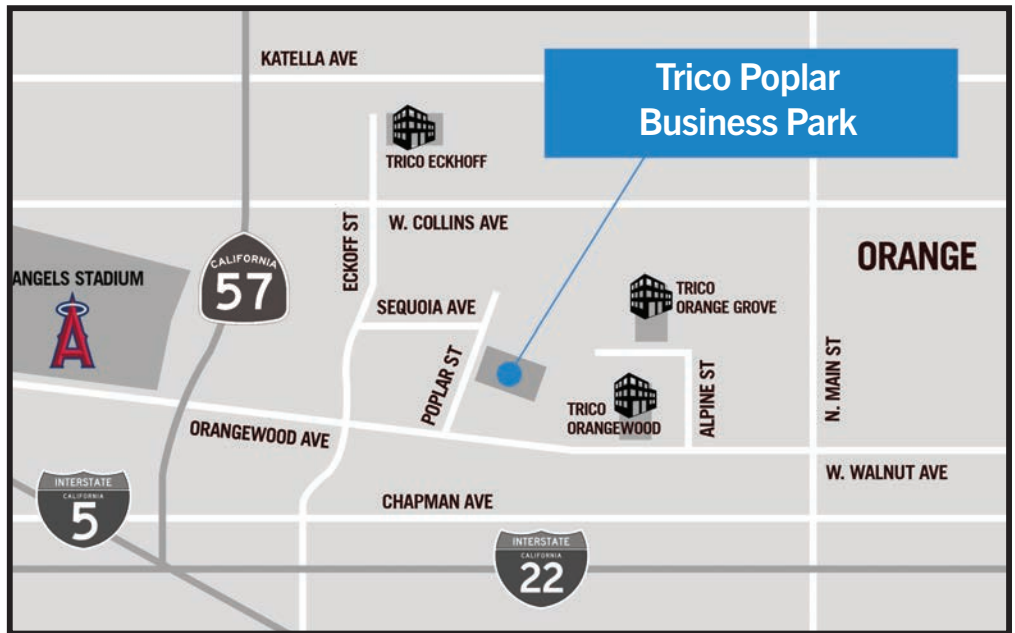 KATELLA AVE
Trico Poplar
Business Park
TRICO ECKHOFF
ECKOFF ST
W. COLLINS AVE
ORANGE
ANGELS STADIUM
A
CALIFORNIA
57
SEQUOIA AVE
POPLAR ST
TRICO
ORANGE GROVE
TRICO
ORANGEWOOD
ALPINE ST
N. MAIN ST
ORANGEWOOD AVE
W. WALNUT AVE
INTERSTATE
CALIFORNIA
5
CHAPMAN AVE
INTERSTATE
CALIFORNIA
22